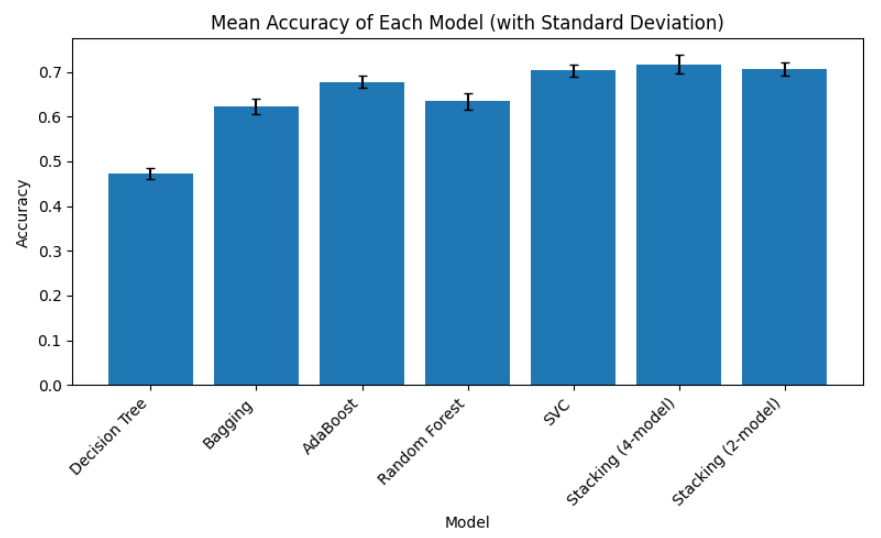 Mean Accuracy of Each Model (with Standard Deviation)
Accuracy
0.7
0.6
0.5
0.4
0.3
0.2
0.1
0.0
Decision Tree
Bagging
AdaBoost
Random Forest
SVC
Stacking (4-model)
Stacking (2-model)
Model